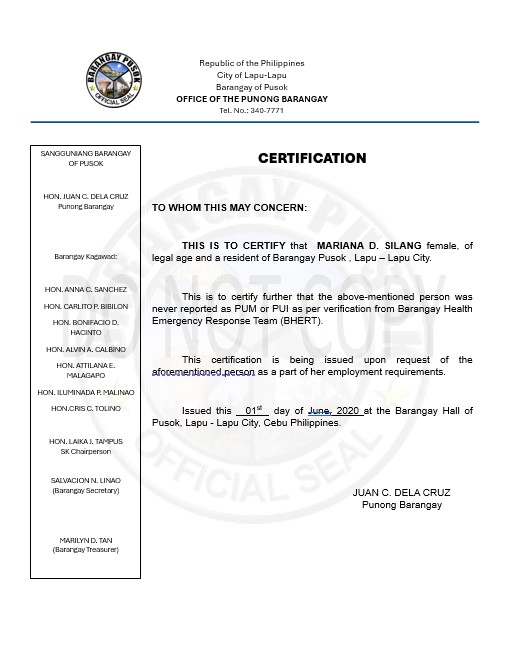 BARANGAY PUSOK
OFFICIAL SEAL
Republic of the Philippines
City of Lapu-Lapu
Barangay of Pusok
OFFICE OF THE PUNONG BARANGAY
Tel. No.: 340-7771
SANGGUNIANG BARANGAY
OF PUSOK
HON. JUAN C. DELA CRUZ
Punong Barangay
Barangay Kagawad:
HON. ANNA C. SANCHEZ
HON. CARLITO P. BIBILON
HON. BONIFACIO D.
HACINTO
HON. ALVIN A. CALBINO
HON. ATTILANA E.
MALAGAPO
HON. ILUMINADA P. MALINAO
HON.CRIS C. TOLINO
HON. LAIKA J. TAMPUS
SK Chairperson
SALVACION N. LINAO
(Barangay Secretary)
MARILYN D. TAN
(Barangay Treasurer)
CERTIFICATION
TO WHOM THIS MAY CONCERN:
THIS IS TO CERTIFY that MARIANA D. SILANG female, of
legal age and a resident of Barangay Pusok , Lapu – Lapu City.
This is to certify further that the above-mentioned person was
never reported as PUM or PUI as per verification from Barangay Health
Emergency Response Team (BHERT).
This certification is being issued upon request of the
aforementioned person as a part of her employment requirements.
Issued this 01st day of June, 2020 at the Barangay Hall of
Pusok, Lapu - Lapu City, Cebu Philippines.
JUAN C. DELA CRUZ
Punong Barangay
BARANGAY PUSOK
DO NOT COPY
OFFICIAL SEAL